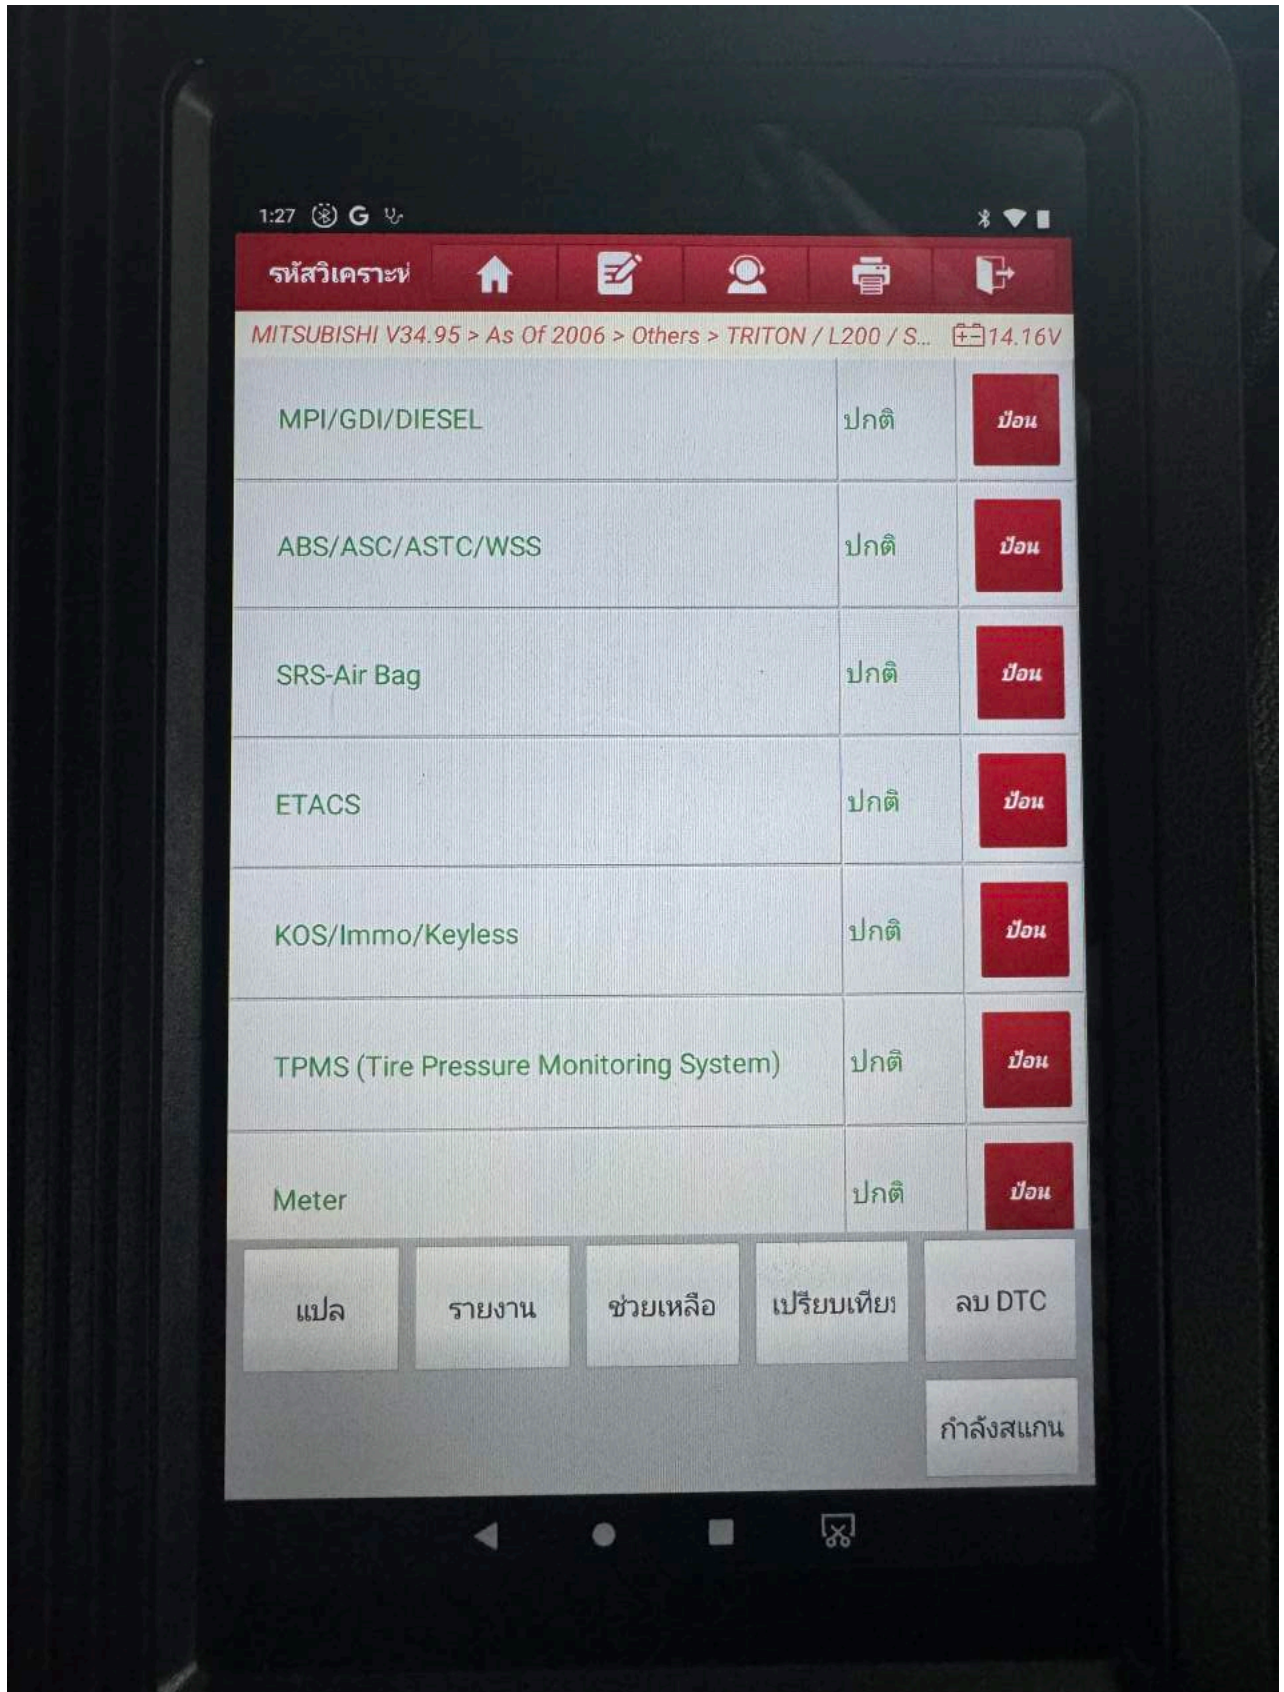 1:27 G
รหัสวิเคราะห่
MITSUBISHI V34.95 > As Of 2006 > Others > TRITON / L200 / S... 14.16V
MPI/GDI/DIESEL ปกติ ป้อน
ABS/ASC/ASTC/WSS ปกติ ป้อน
SRS-Air Bag ปกติ ป้อน
ETACS ปกติ ป้อน
KOS/Immo/Keyless ปกติ ป้อน
TPMS (Tire Pressure Monitoring System) ปกติ ป้อน
Meter ปกติ ป้อน
แปล รายงาน ช่วยเหลือ เปรียบเทีย ลบ DTC
กำลังสแกน